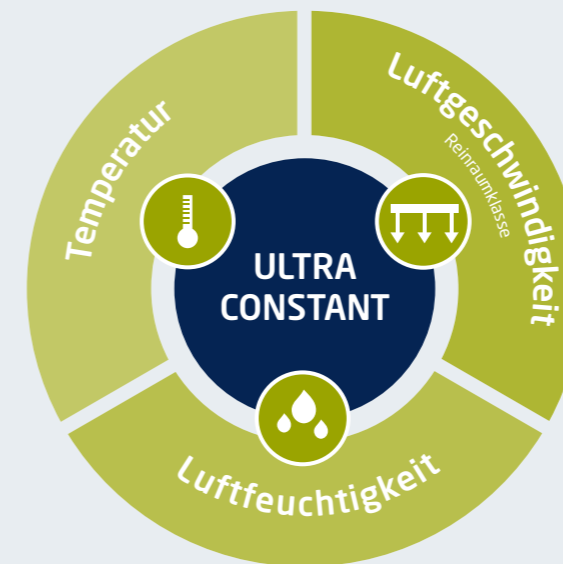 Temperatur
Luftgeschwindigkeit
Reinraumklasse
ULTRA
CONSTANT
Luftfeuchtigkeit